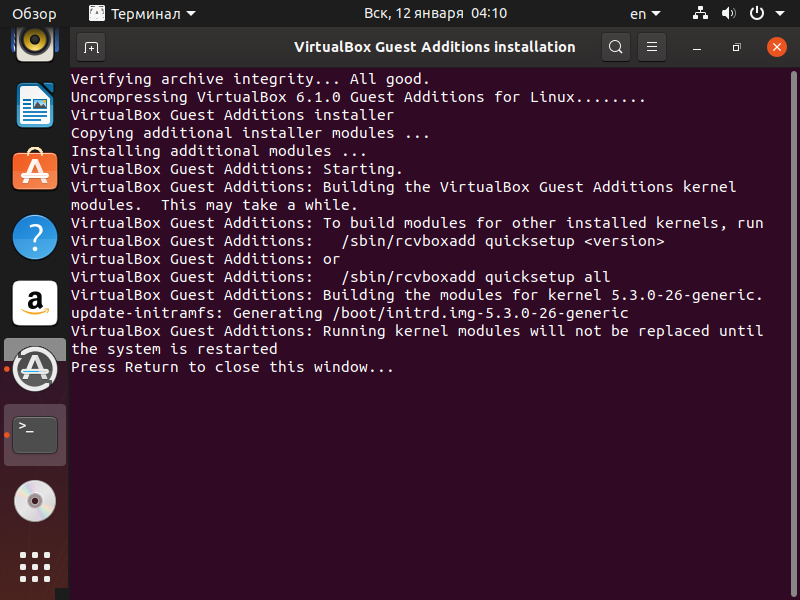 Обзор Терминал Вск, 12 января 04:10 en
VirtualBox Guest Additions installation
Verifying archive integrity... All good.
Uncompressing VirtualBox 6.1.0 Guest Additions for Linux........
VirtualBox Guest Additions installer
Copying additional installer modules ...
Installing additional modules ...
VirtualBox Guest Additions: Starting.
VirtualBox Guest Additions: Building the VirtualBox Guest Additions kernel
modules.  This may take a while.
VirtualBox Guest Additions: To build modules for other installed kernels, run
VirtualBox Guest Additions:   /sbin/rcvboxadd quicksetup <version>
VirtualBox Guest Additions: or
VirtualBox Guest Additions:   /sbin/rcvboxadd quicksetup all
VirtualBox Guest Additions: Building the modules for kernel 5.3.0-26-generic.
update-initramfs: Generating /boot/initrd.img-5.3.0-26-generic
VirtualBox Guest Additions: Running kernel modules will not be replaced until
the system is restarted
Press Return to close this window...
?
a
>_